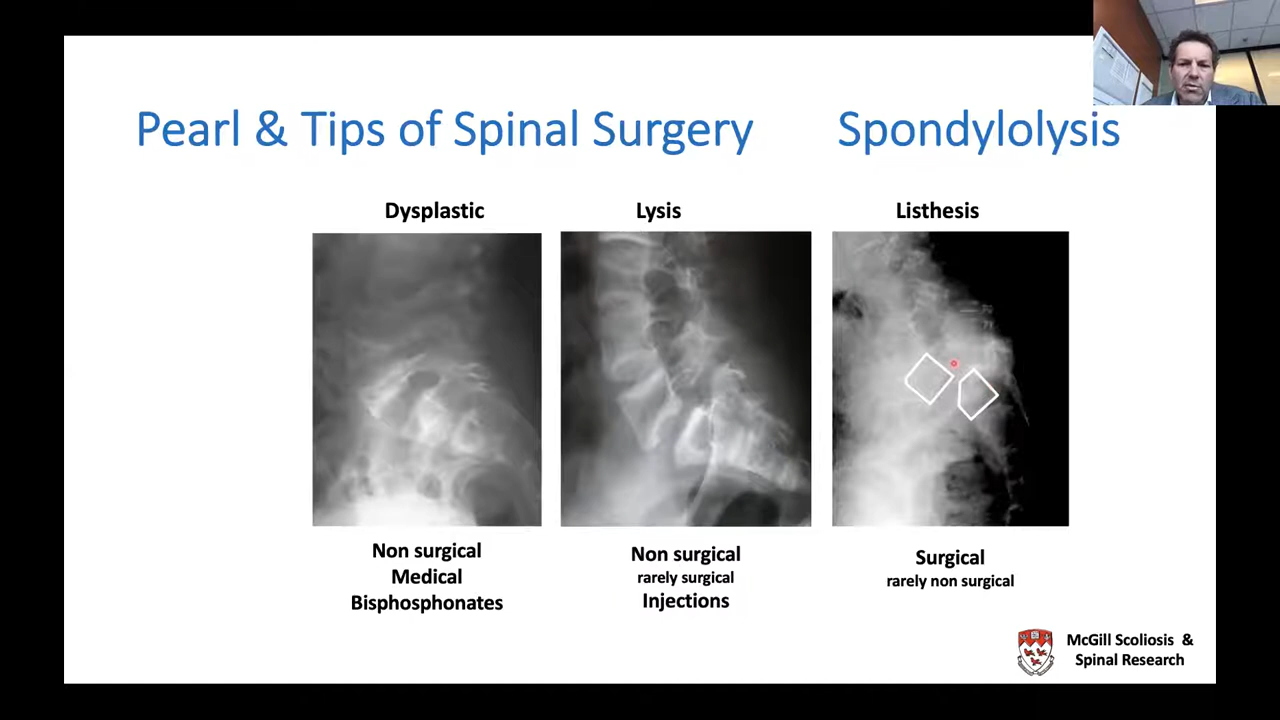 Pearl & Tips of Spinal Surgery Spondylolysis
Dysplastic Lysis Listhesis
Non surgical
Medical
Bisphosphonates
Non surgical
rarely surgical
Injections
Surgical
rarely non surgical
McGill Scoliosis &
Spinal Research